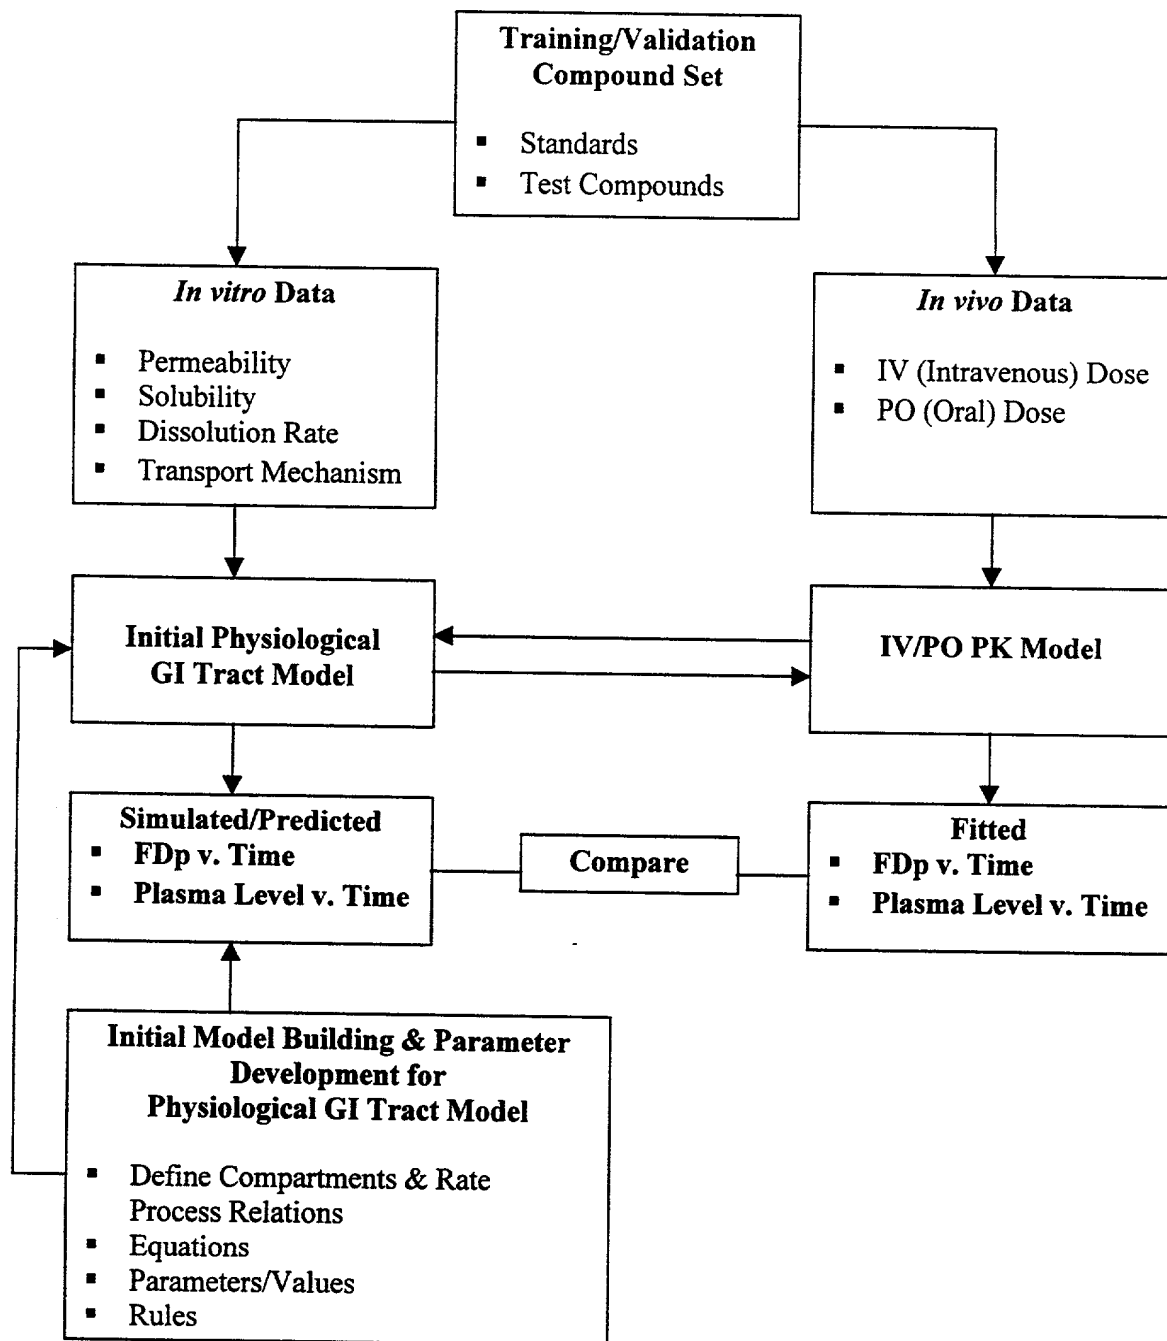 Training/Validation
Compound Set
▪ Standards
▪ Test Compounds
In vitro Data
▪ Permeability
▪ Solubility
▪ Dissolution Rate
▪ Transport Mechanism
In vivo Data
▪ IV (Intravenous) Dose
▪ PO (Oral) Dose
Initial Physiological
GI Tract Model
IV/PO PK Model
Simulated/Predicted
▪ FDp v. Time
▪ Plasma Level v. Time
Compare
Fitted
▪ FDp v. Time
▪ Plasma Level v. Time
Initial Model Building & Parameter
Development for
Physiological GI Tract Model
▪ Define Compartments & Rate
Process Relations
▪ Equations
▪ Parameters/Values
▪ Rules